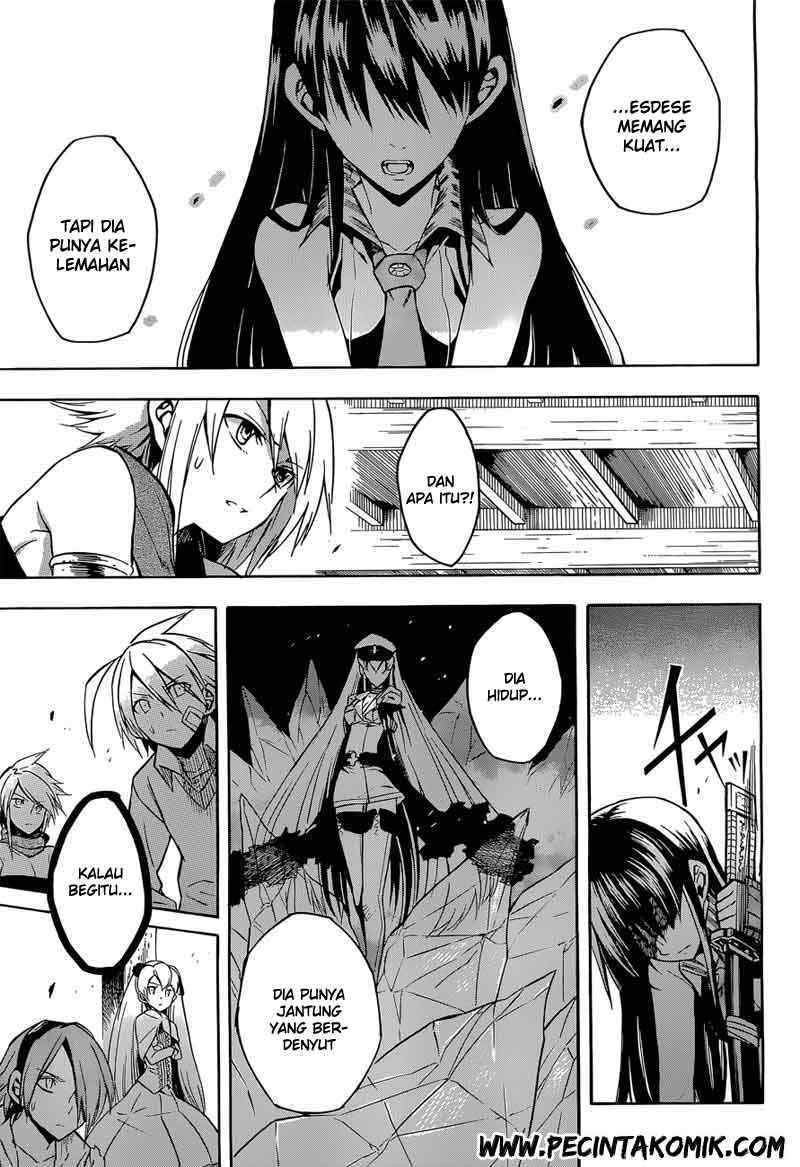 ...ESDESE
MEMANG
KUAT...
TAPI DIA
PUNYA KE-
LEMAHAN
DAN
APA ITU?!
DIA
HIDUP...
DIA PUNYA
JANTUNG
YANG BER-
DENYUT
KALAU
BEGITU...
WWW.PECINTAKOMIK.COM